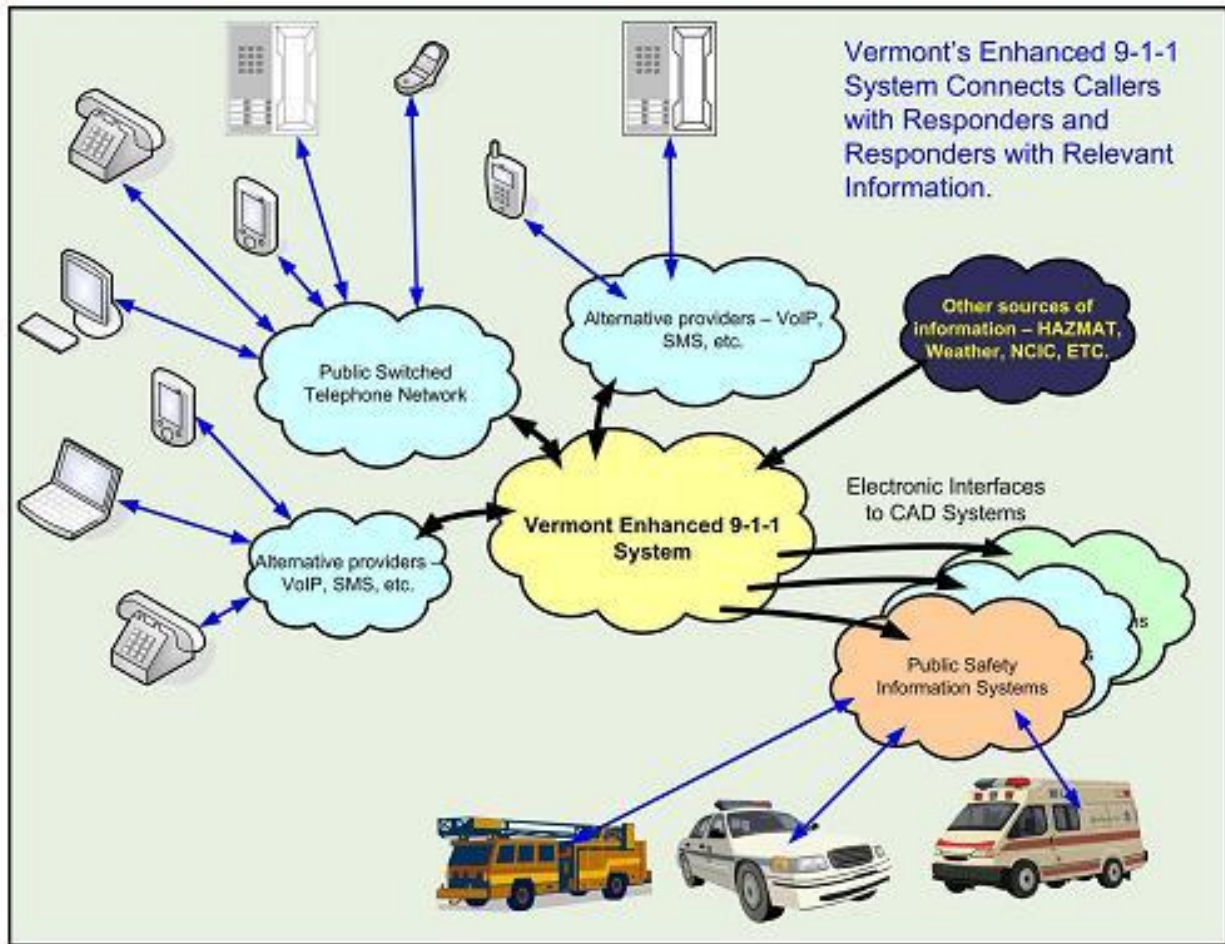 Vermont's Enhanced 9-1-1
System Connects Callers
with Responders and
Responders with Relevant
Information.
Other sources of
information – HAZMAT,
Weather, NCIC, ETC.
Alternative providers – VoIP,
SMS, etc.
Public Switched
Telephone Network
Electronic Interfaces
to CAD Systems
Vermont Enhanced 9-1-1
System
Alternative providers –
VoIP, SMS, etc.
Public Safety
Information Systems